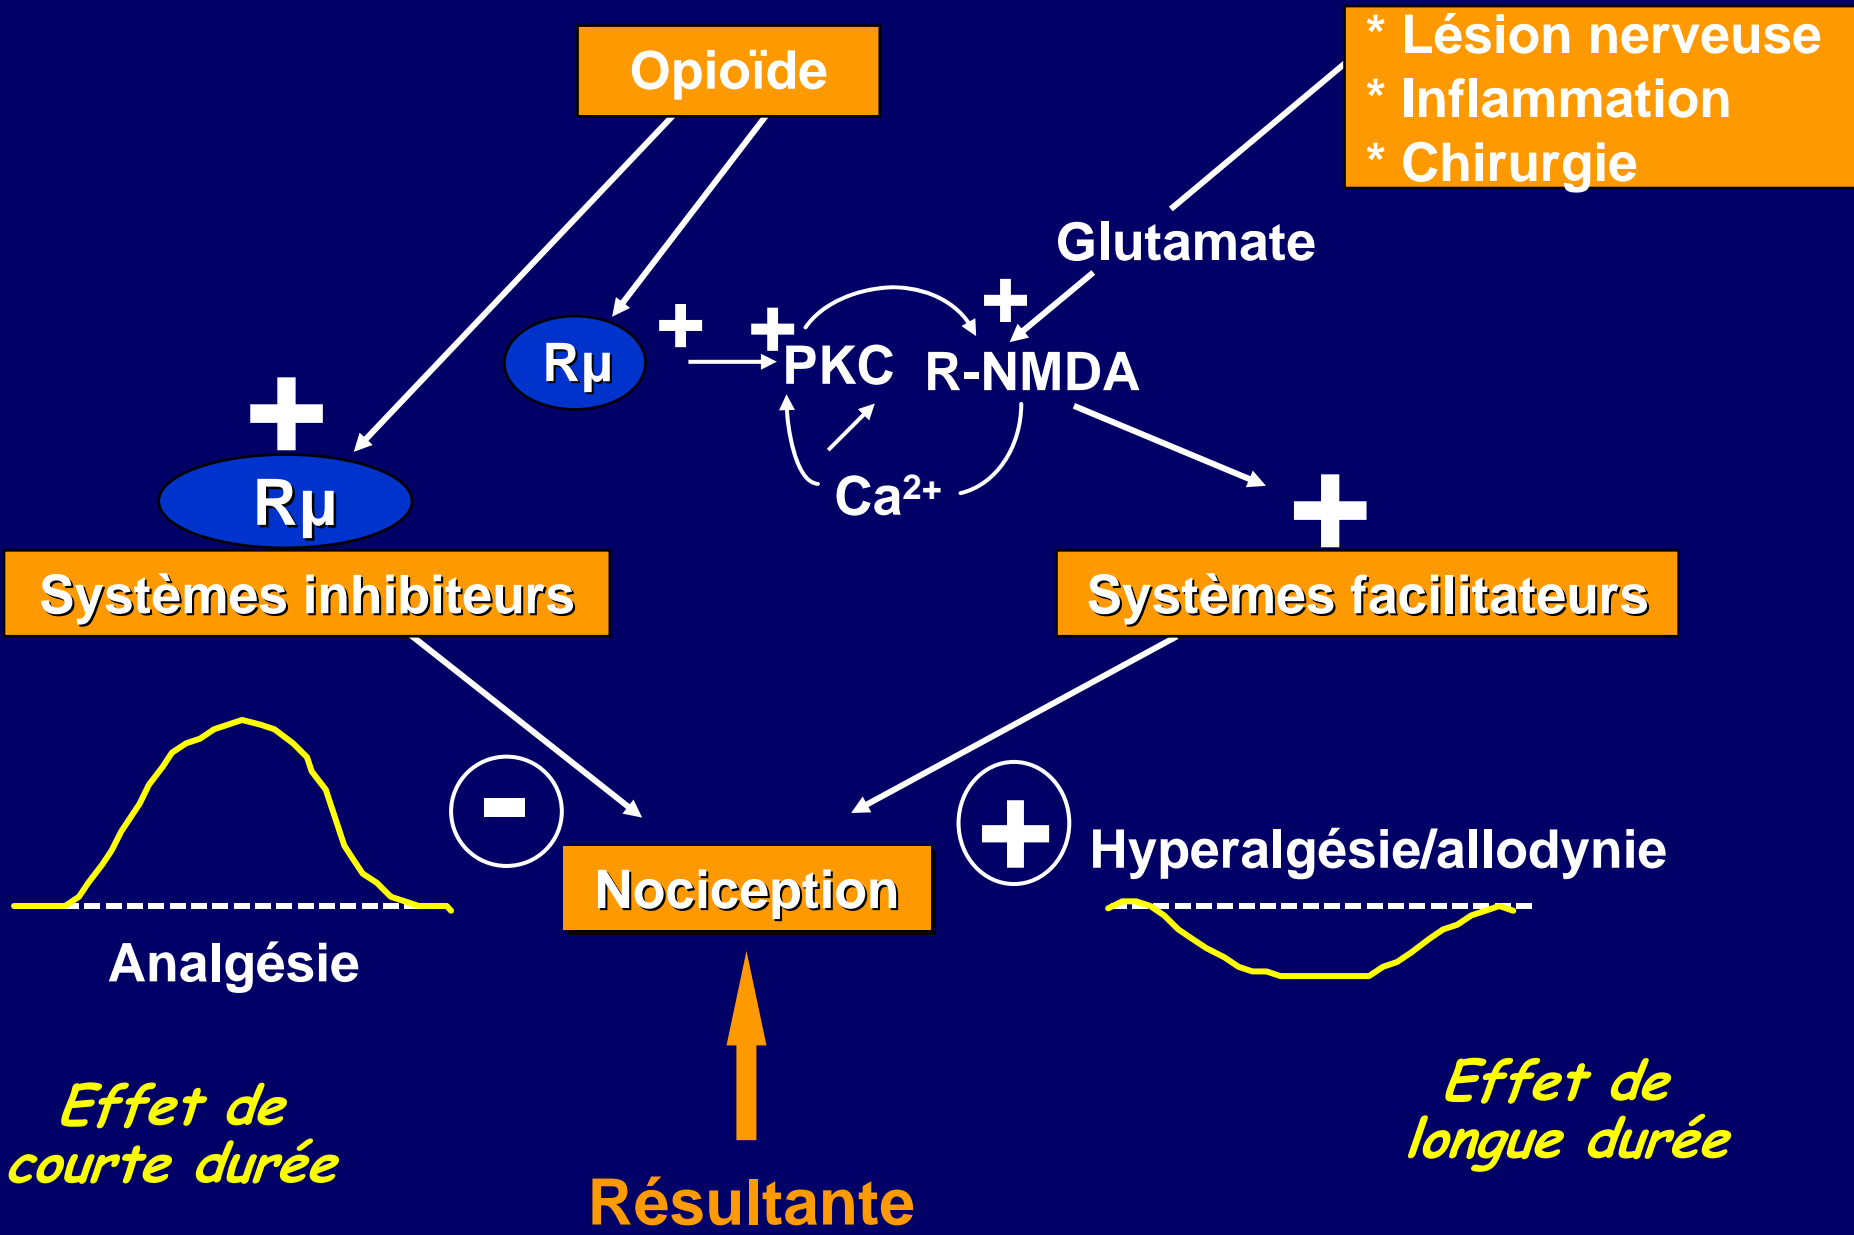 Opioïde
* Lésion nerveuse
* Inflammation
* Chirurgie
Glutamate
+
+ +
Rµ
PKC R-NMDA
+
Rµ
Ca²⁺
+
Systèmes inhibiteurs
Systèmes facilitateurs
-
+
Hyperalgésie/allodynie
Nociception
Analgésie
Effet de
courte durée
Effet de
longue durée
Résultante